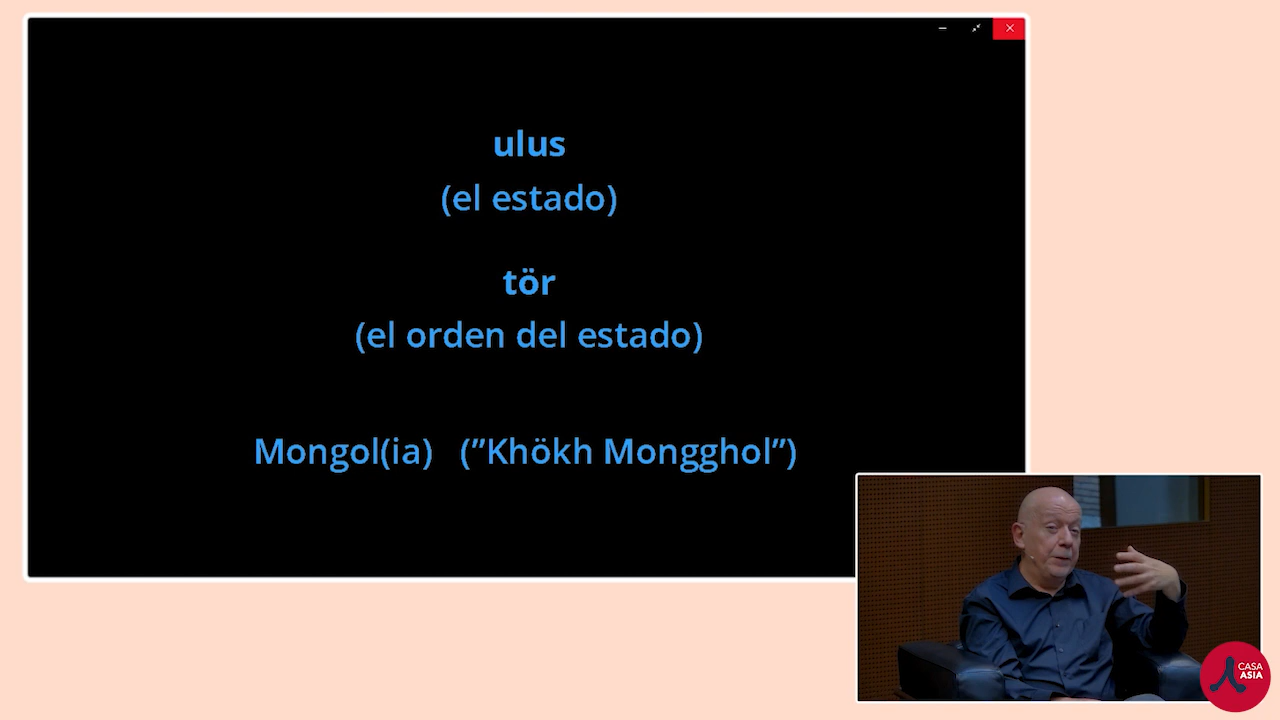 ulus
(el estado)
tör
(el orden del estado)
Mongol(ia) (”Khökh Mongghol”)
CASA
ASIA